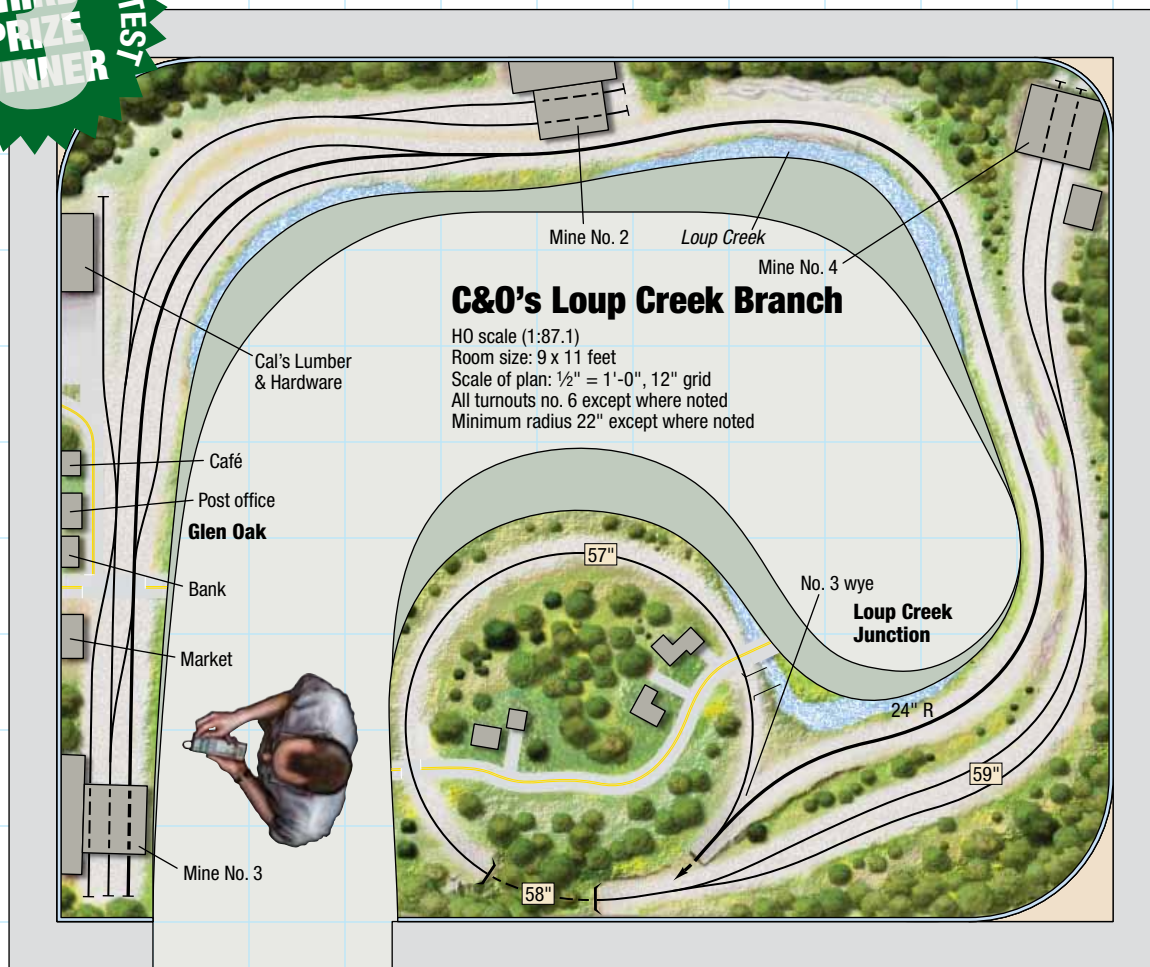 PRIZE
WINNER
TEST
Mine No. 2
Loup Creek
Mine No. 4
C&O’s Loup Creek Branch
HO scale (1:87.1)
Room size: 9 x 11 feet
Scale of plan: ½" = 1'-0", 12" grid
All turnouts no. 6 except where noted
Minimum radius 22" except where noted
Cal’s Lumber
& Hardware
Café
Post office
Glen Oak
Bank
Market
Mine No. 3
57"
No. 3 wye
Loup Creek
Junction
24" R
59"
58"